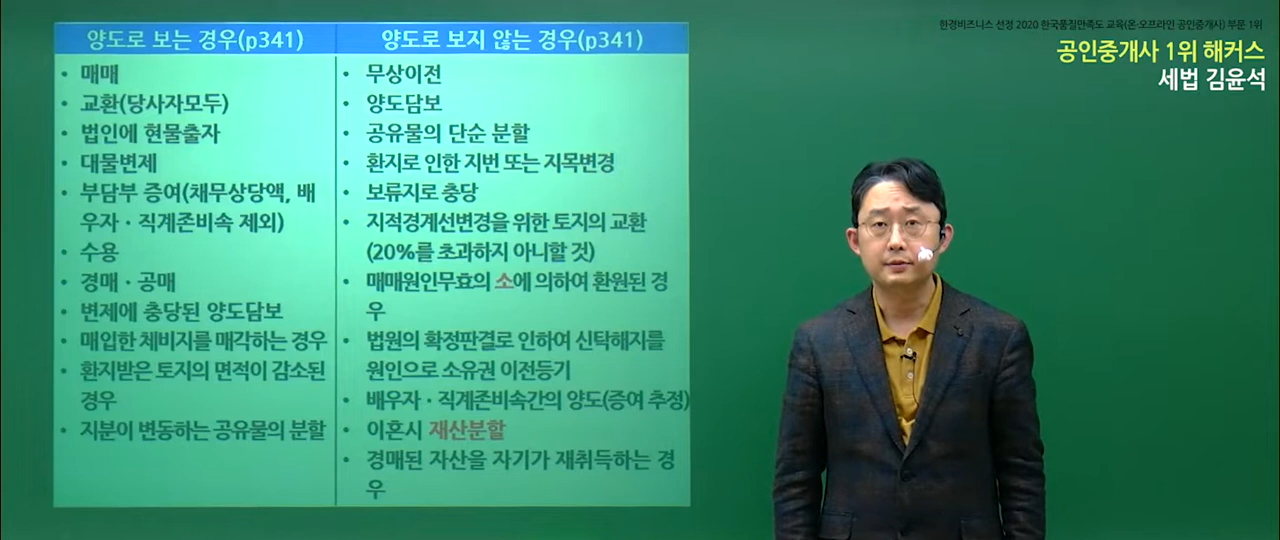 한경비즈니스 선정 2020 한국품질만족도 교육(온·오프라인 공인중개사) 부문 1위
공인중개사 1위 해커스
세법 김윤석
양도로 보는 경우(p341)
• 매매
• 교환(당사자모두)
• 법인에 현물출자
• 대물변제
• 부담부 증여(채무상당액, 배
우자·직계존비속 제외)
• 수용
• 경매·공매
• 변제에 충당된 양도담보
• 매입한 체비지를 매각하는 경우
• 환지받은 토지의 면적이 감소된
경우
• 지분이 변동하는 공유물의 분할
양도로 보지 않는 경우(p341)
• 무상이전
• 양도담보
• 공유물의 단순 분할
• 환지로 인한 지번 또는 지목변경
• 보류지로 충당
• 지적경계선변경을 위한 토지의 교환
(20%를 초과하지 아니할 것)
• 매매원인무효의 소에 의하여 환원된 경
우
• 법원의 확정판결로 인하여 신탁해지를
원인으로 소유권 이전등기
• 배우자·직계존비속간의 양도(증여 추정)
• 이혼시 재산분할
• 경매된 자산을 자기가 재취득하는 경
우